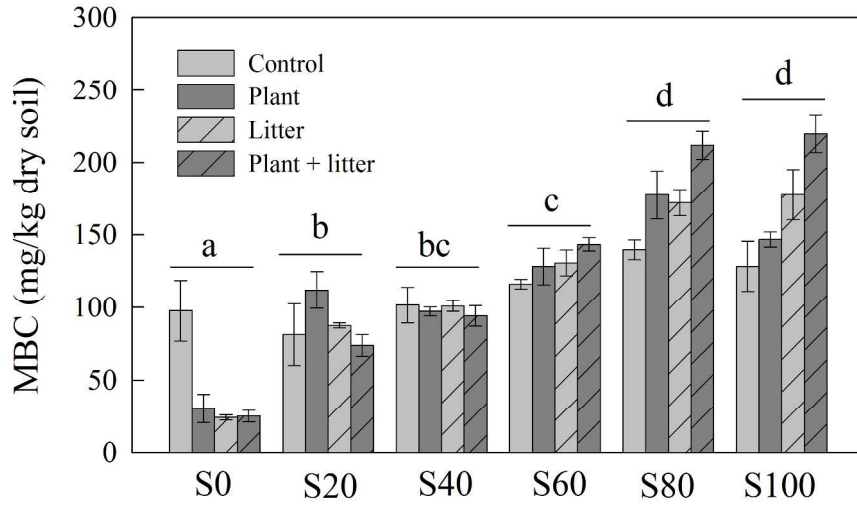 MBC (mg/kg dry soil)
300
250
200
150
100
50
0
Control
Plant
Litter
Plant + litter
a
b
bc
c
d
d
S0
S20
S40
S60
S80
S100